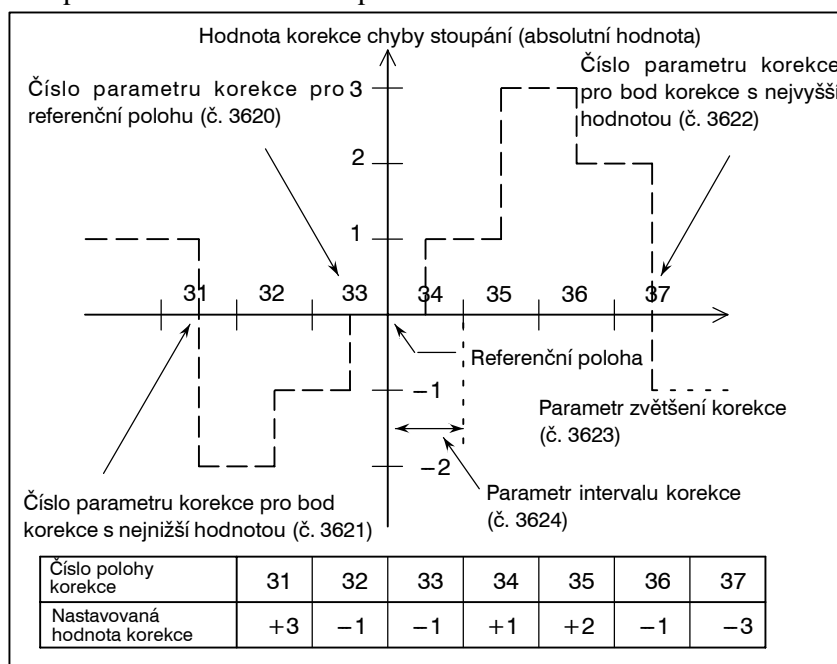 Hodnota korekce chyby stoupání (absolutní hodnota)
Číslo parametru korekce pro
referenční polohu (č. 3620)
Číslo parametru korekce
pro bod korekce s nejvyšší
hodnotou (č. 3622)
3
2
1
31 32 33 34 35 36 37
Referenční poloha
−1
Parametr zvětšení korekce
(č. 3623)
−2
Číslo parametru korekce pro bod
korekce s nejnižší hodnotou (č. 3621)
Parametr intervalu korekce
(č. 3624)
Číslo polohy
korekce
31 32 33 34 35 36 37
Nastavovaná
hodnota korekce
+3 −1 −1 +1 +2 −1 −3